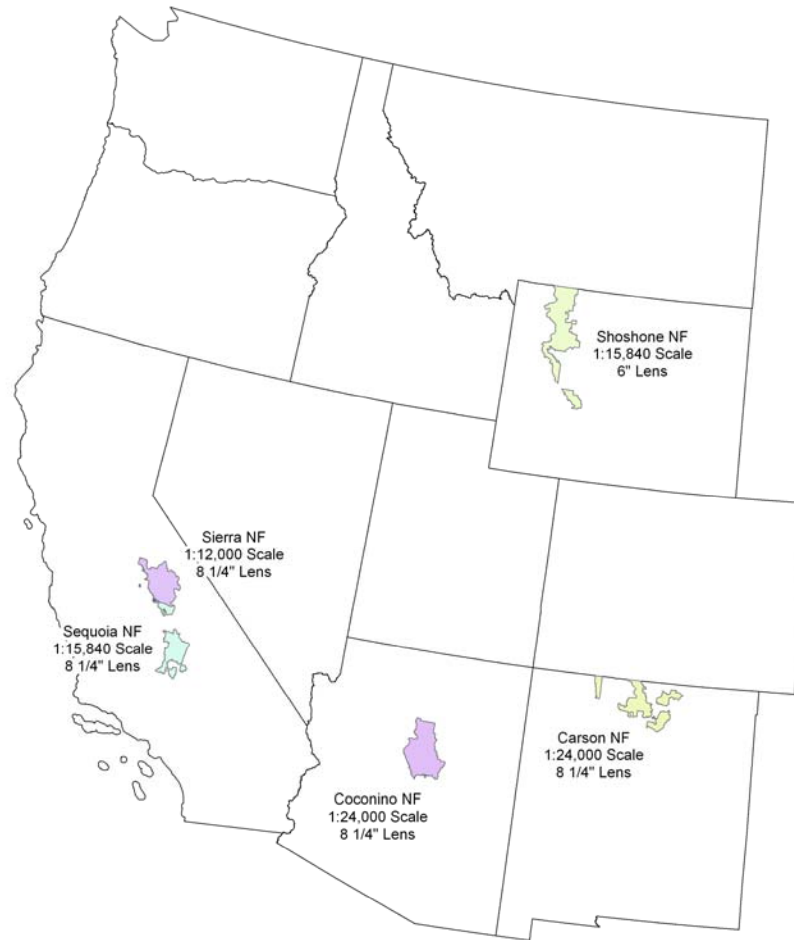 Shoshone NF
1:15,840 Scale
6" Lens
Sierra NF
1:12,000 Scale
8 1/4" Lens
Sequoia NF
1:15,840 Scale
8 1/4" Lens
Carson NF
1:24,000 Scale
8 1/4" Lens
Coconino NF
1:24,000 Scale
8 1/4" Lens